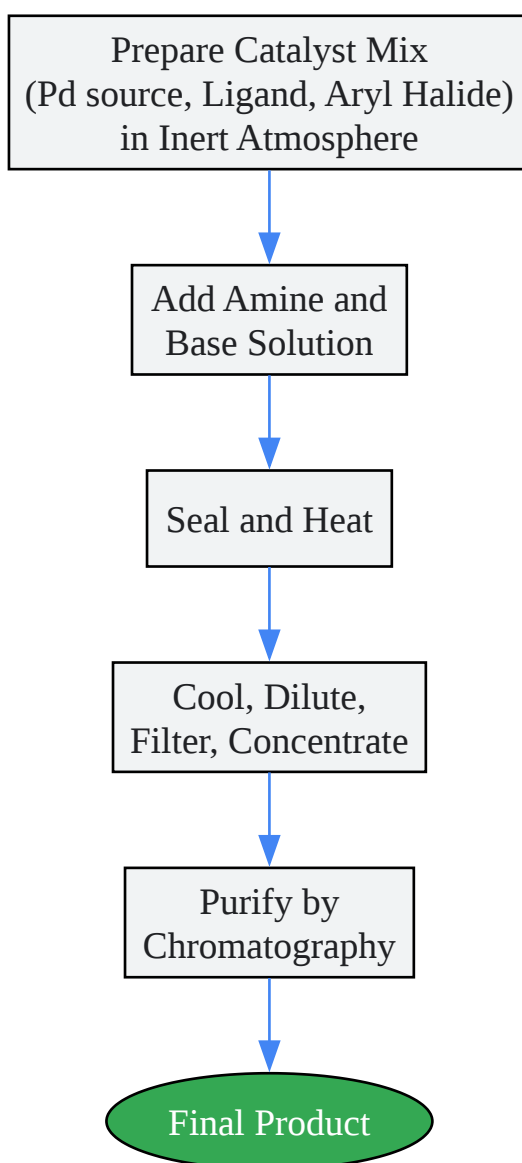 Prepare Catalyst Mix
(Pd source, Ligand, Aryl Halide)
in Inert Atmosphere
Add Amine and
Base Solution
Seal and Heat
Cool, Dilute,
Filter, Concentrate
Purify by
Chromatography
Final Product